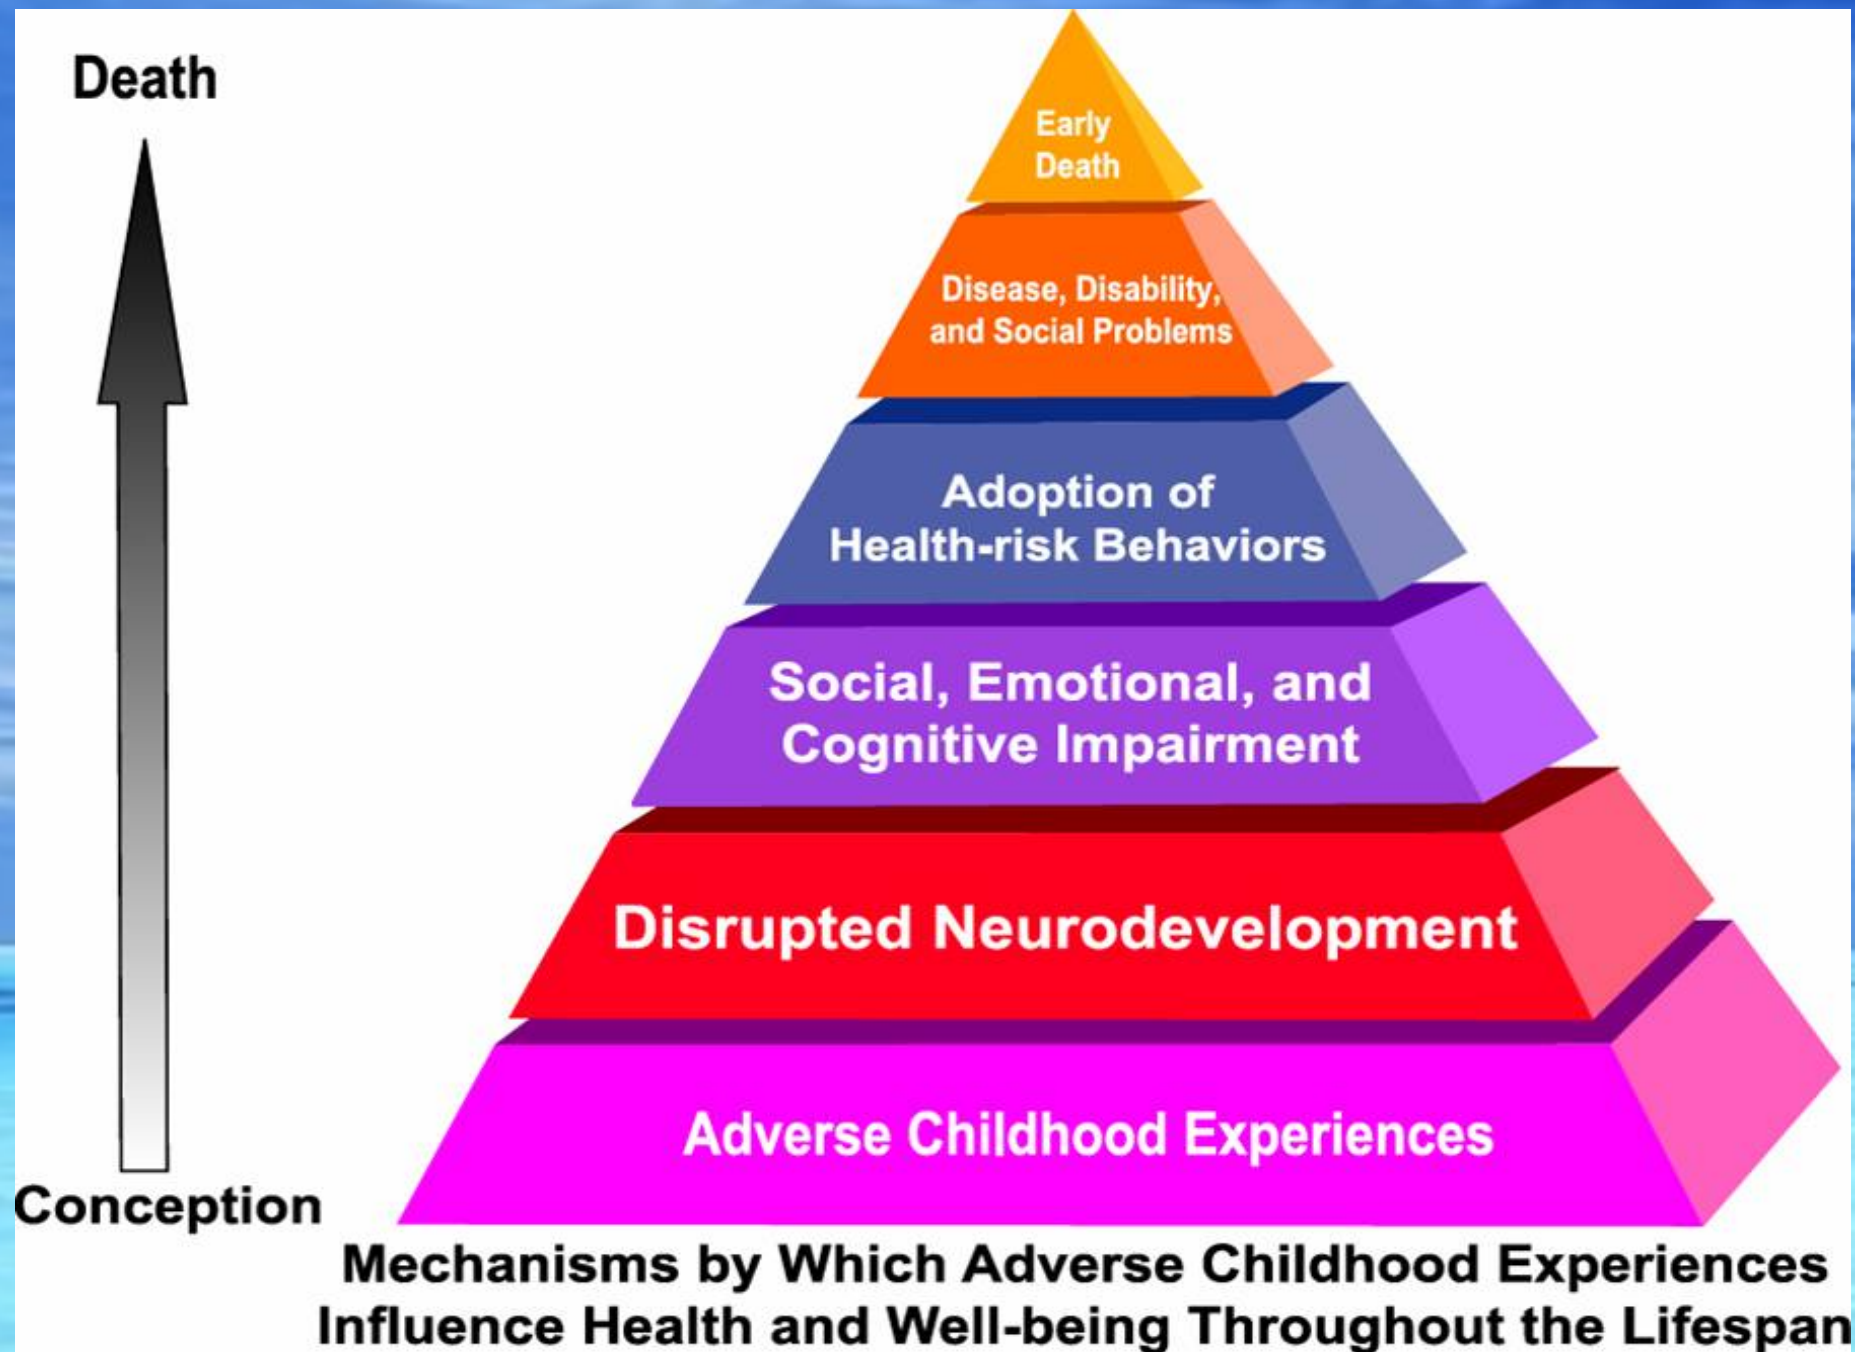 Death
Early
Death
Disease, Disability,
and Social Problems
Adoption of
Health-risk Behaviors
Social, Emotional, and
Cognitive Impairment
Disrupted Neurodevelopment
Adverse Childhood Experiences
Conception
Mechanisms by Which Adverse Childhood Experiences
Influence Health and Well-being Throughout the Lifespan